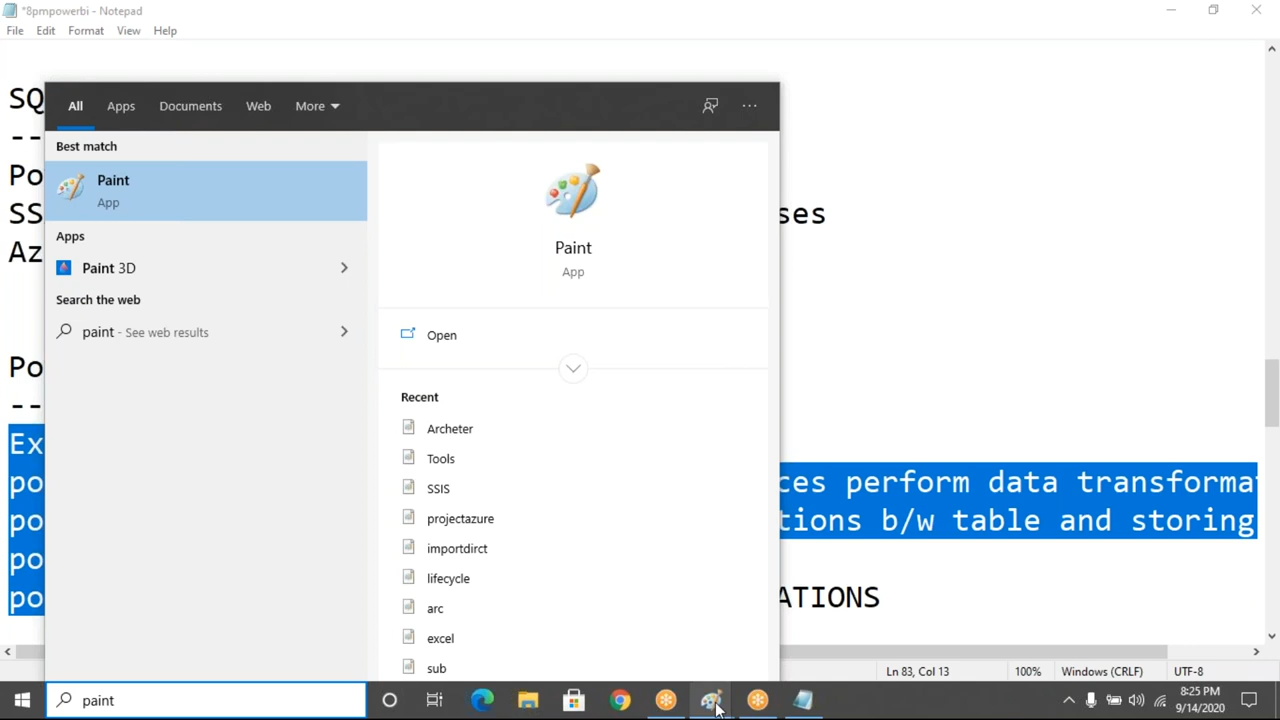 *8pmpowerbi - Notepad
File Edit Format View Help
SQ
--
Po
SS
ses
Az
Po
--
Ex
po
ces perform data transformat
po
tions b/w table and storing
po
po
ATIONS
All Apps Documents Web More
Best match
Paint
App
Apps
Paint 3D
Search the web
paint - See web results
Paint
App
Open
Recent
Archeter
Tools
SSIS
projectazure
importdirct
lifecycle
arc
excel
sub
Ln 83, Col 13 100% Windows (CRLF) UTF-8
paint
8:25 PM
9/14/2020